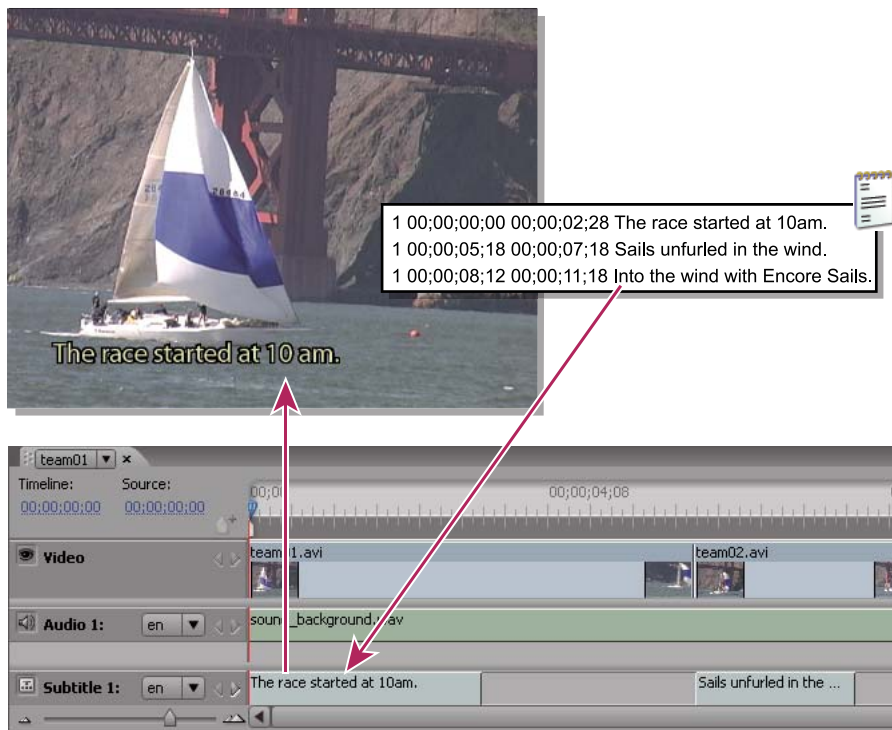 28484
The race started at 10 am.
1 00;00;00;00 00;00;02;28 The race started at 10am.
1 00;00;05;18 00;00;07;18 Sails unfurled in the wind.
1 00;00;08;12 00;00;11;18 Into the wind with Encore Sails.
team01
Timeline: Source:
00;00;00;00 00;00;00;00
00;00;04;08
Video
team01.avi team02.avi
Audio 1: en
sound_background.wav
Subtitle 1: en
The race started at 10am. Sails unfurled in the ...